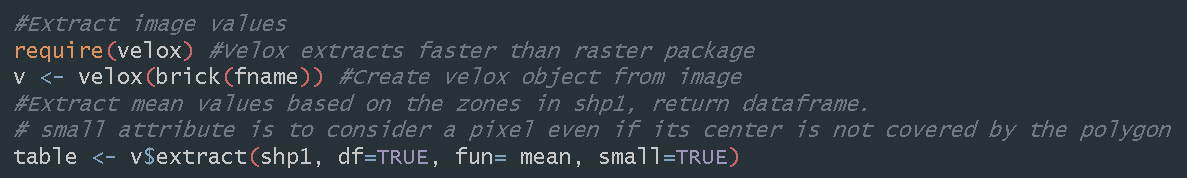 #Extract image values
require(velox) #Velox extracts faster than raster package
v <- velox(brick(fname)) #Create velox object from image
#Extract mean values based on the zones in shp1, return dataframe.
# small attribute is to consider a pixel even if its center is not covered by the polygon
table <- v$extract(shp1, df=TRUE, fun= mean, small=TRUE)